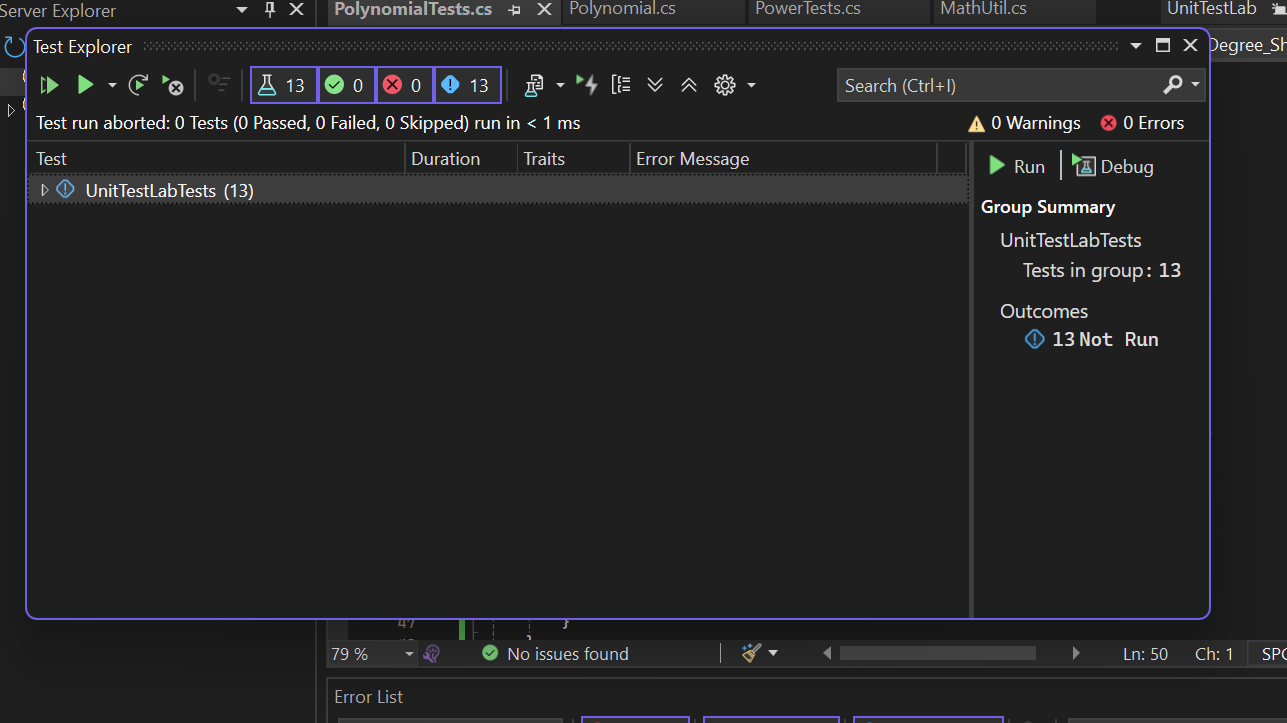 Server Explorer
PolynomialTests.cs
Polynomial.cs
PowerTests.cs
MathUtil.cs
UnitTestLab
Test Explorer
Degree_Sh
13 0 0 13
Search (Ctrl+I)
Test run aborted: 0 Tests (0 Passed, 0 Failed, 0 Skipped) run in < 1 ms
0 Warnings 0 Errors
Test Duration Traits Error Message
Run Debug
UnitTestLabTests (13)
Group Summary
UnitTestLabTests
Tests in group: 13
Outcomes
13 Not Run
47 }
79 % No issues found Ln: 50 Ch: 1 SPC
Error List